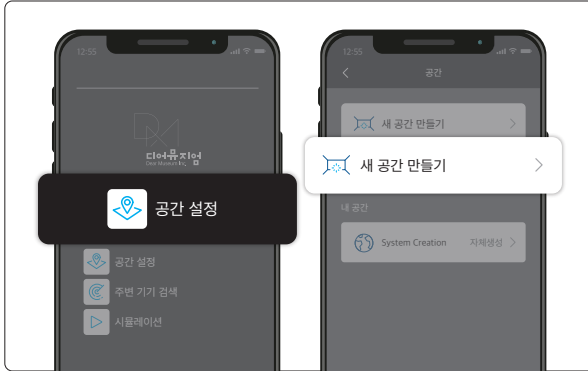 12:55
디어뮤지엄
Dear Museum Inc.
공간 설정
공간 설정
주변 기기 검색
시뮬레이션
12:55
공간
새 공간 만들기
새 공간 만들기
내 공간
System Creation 자체생성